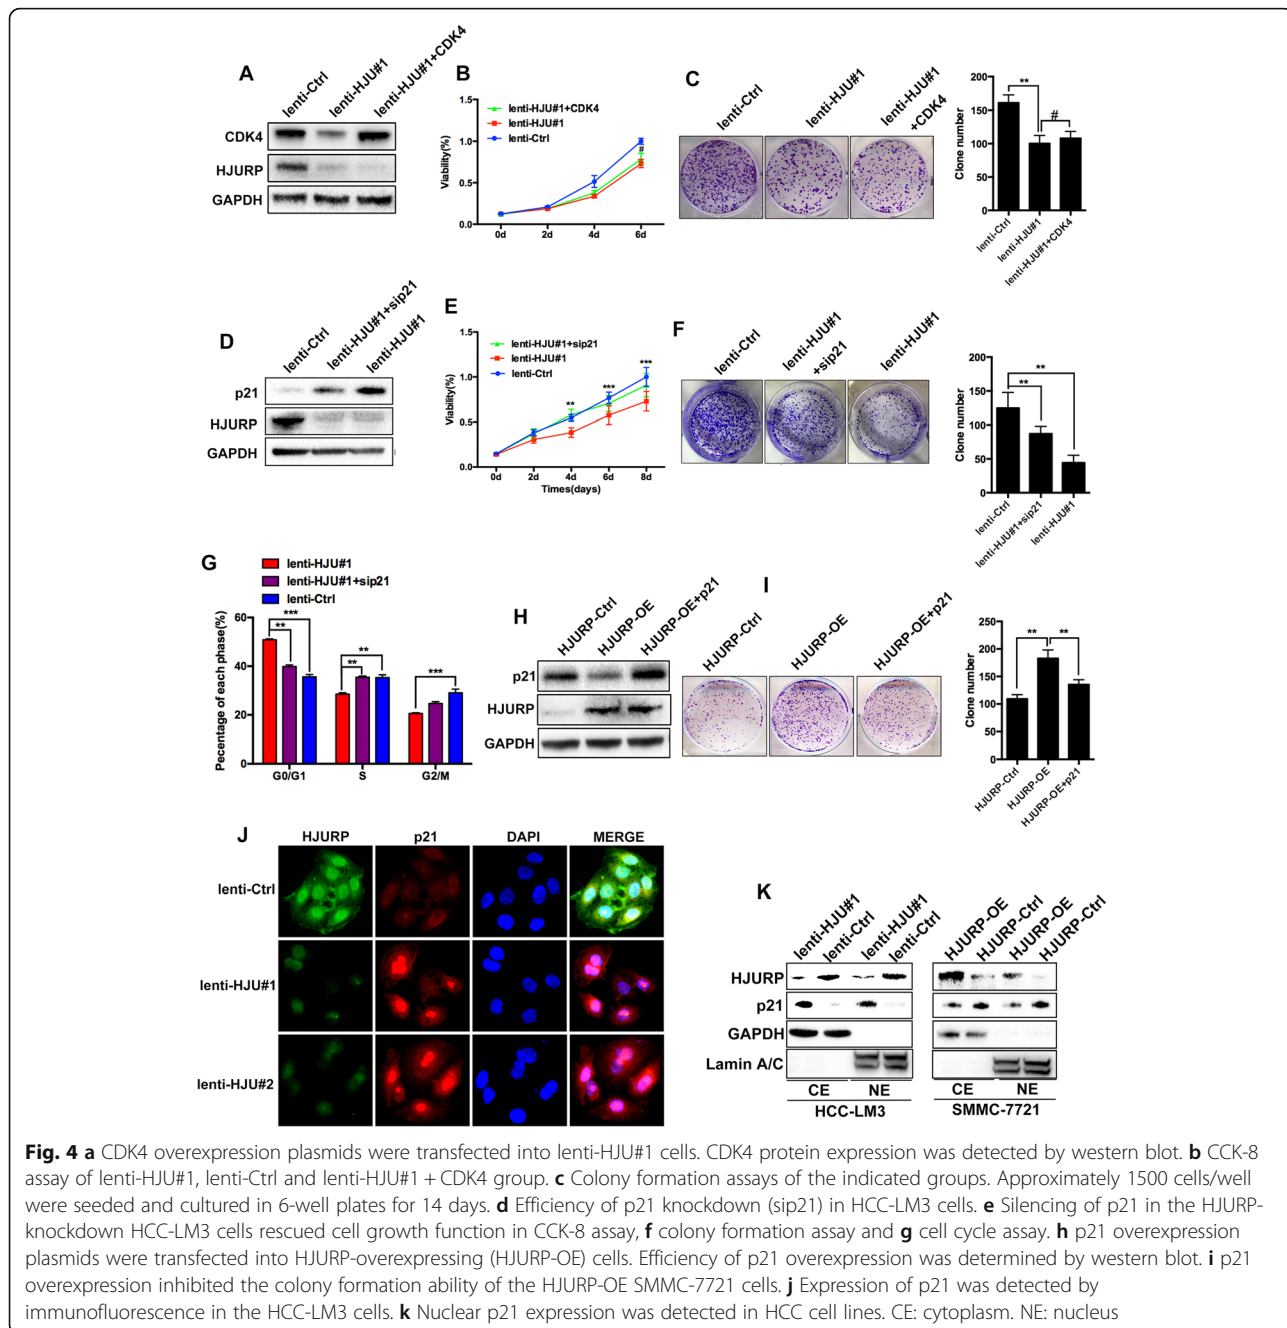 A
lenti-Ctrl
lenti-HJU#1
lenti-HJU#1+CDK4
CDK4
HJURP
GAPDH
B
1.5
1.0
0.5
0.0
Viability(%)
lenti-HJU#1+CDK4
lenti-HJU#1
lenti-Ctrl
#
0d 2d 4d 6d
C
lenti-Ctrl
lenti-HJU#1
lenti-HJU#1
+CDK4
200
150
100
50
0
Clone number
**
#
lenti-Ctrl
lenti-HJU#1
lenti-HJU#1+CDK4
D
lenti-Ctrl
lenti-HJU#1+sip21
lenti-HJU#1
p21
HJURP
GAPDH
E
1.5
1.0
0.5
0.0
Viability(%)
lenti-HJU#1+sip21
lenti-HJU#1
lenti-Ctrl
**
***
***
0d 2d 4d 6d 8d
Times(days)
F
lenti-Ctrl
lenti-HJU#1
+sip21
lenti-HJU#1
200
150
100
50
0
Clone number
**
**
lenti-Ctrl
lenti-HJU#1+sip21
lenti-HJU#1
G
lenti-HJU#1
lenti-HJU#1+sip21
lenti-Ctrl
60
40
20
0
Pecentage of each phase(%)
***
**
**
**
***
G0/G1 S G2/M
H
HJURP-Ctrl
HJURP-OE
HJURP-OE+p21
p21
HJURP
GAPDH
I
HJURP-Ctrl
HJURP-OE
HJURP-OE+p21
250
200
150
100
50
0
Clone number
** **
HJURP-Ctrl
HJURP-OE
HJURP-OE+p21
J
HJURP p21 DAPI MERGE
lenti-Ctrl
lenti-HJU#1
lenti-HJU#2
K
lenti-HJU#1
lenti-Ctrl
lenti-HJU#1
lenti-Ctrl
HJURP-OE
HJURP-Ctrl
HJURP-OE
HJURP-Ctrl
HJURP
p21
GAPDH
Lamin A/C
CE NE CE NE
HCC-LM3 SMMC-7721
Fig. 4 a CDK4 overexpression plasmids were transfected into lenti-HJU#1 cells. CDK4 protein expression was detected by western blot. b CCK-8
assay of lenti-HJU#1, lenti-Ctrl and lenti-HJU#1 + CDK4 group. c Colony formation assays of the indicated groups. Approximately 1500 cells/well
were seeded and cultured in 6-well plates for 14 days. d Efficiency of p21 knockdown (sip21) in HCC-LM3 cells. e Silencing of p21 in the HJURP-
knockdown HCC-LM3 cells rescued cell growth function in CCK-8 assay, f colony formation assay and g cell cycle assay. h p21 overexpression
plasmids were transfected into HJURP-overexpressing (HJURP-OE) cells. Efficiency of p21 overexpression was determined by western blot. i p21
overexpression inhibited the colony formation ability of the HJURP-OE SMMC-7721 cells. j Expression of p21 was detected by
immunofluorescence in the HCC-LM3 cells. k Nuclear p21 expression was detected in HCC cell lines. CE: cytoplasm. NE: nucleus